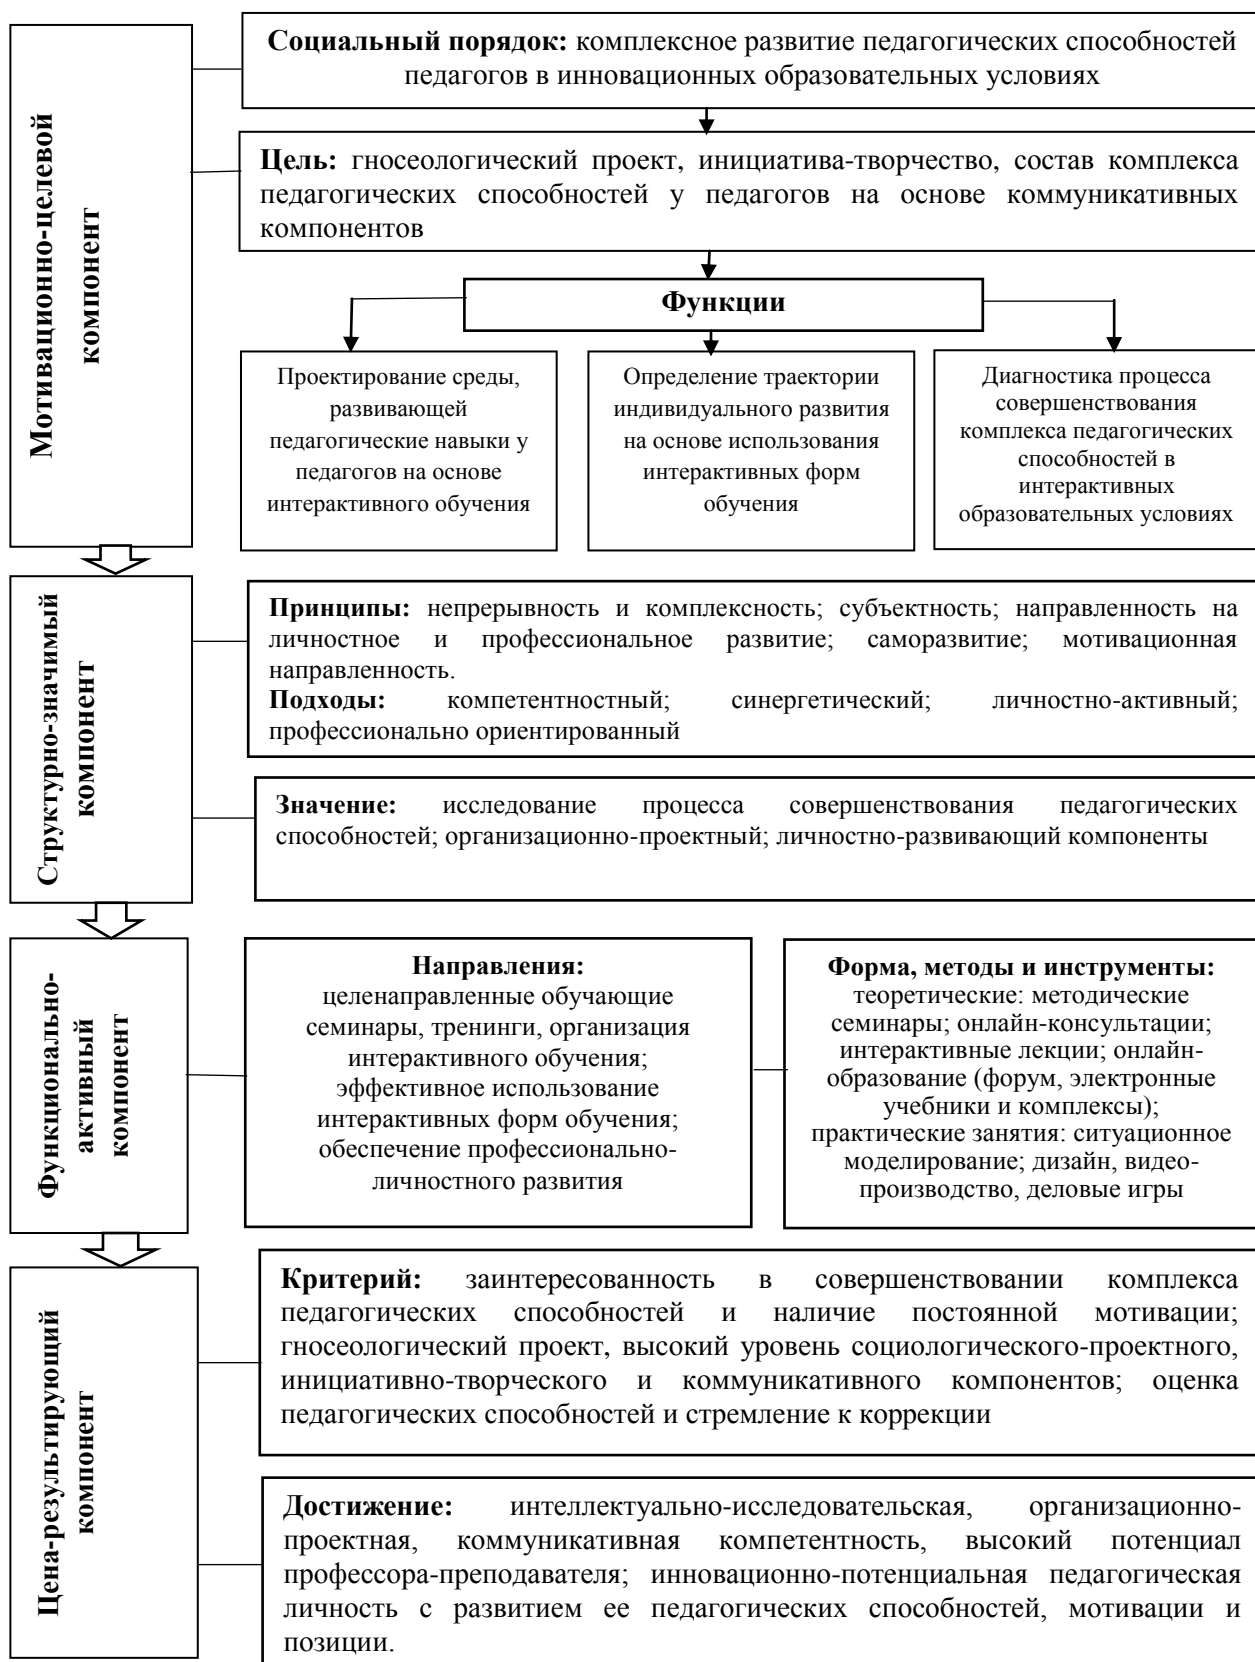 Мотивационно-целевой
компонент
Социальный порядок: комплексное развитие педагогических способностей
педагогов в инновационных образовательных условиях
Цель: гносеологический проект, инициатива-творчество, состав комплекса
педагогических способностей у педагогов на основе коммуникативных
компонентов
Функции
Проектирование среды,
развивающей
педагогические навыки у
педагогов на основе
интерактивного обучения
Определение траектории
индивидуального развития
на основе использования
интерактивных форм
обучения
Диагностика процесса
совершенствования
комплекса педагогических
способностей в
интерактивных
образовательных условиях
Структурно-значимый
компонент
Принципы: непрерывность и комплексность; субъектность; направленность на
личностное и профессиональное развитие; саморазвитие; мотивационная
направленность.
Подходы: компетентностный; синергетический; личностно-активный;
профессионально ориентированный
Значение: исследование процесса совершенствования педагогических
способностей; организационно-проектный; личностно-развивающий компоненты
Функционально-
активный
компонент
Направления:
целенаправленные обучающие
семинары, тренинги, организация
интерактивного обучения;
эффективное использование
интерактивных форм обучения;
обеспечение профессионально-
личностного развития
Форма, методы и инструменты:
теоретические: методические
семинары; онлайн-консультации;
интерактивные лекции; онлайн-
образование (форум, электронные
учебники и комплексы);
практические занятия: ситуационное
моделирование; дизайн, видео-
производство, деловые игры
Цена-результирующий
компонент
Критерий: заинтересованность в совершенствовании комплекса
педагогических способностей и наличие постоянной мотивации;
гносеологический проект, высокий уровень социологического-проектного,
инициативно-творческого и коммуникативного компонентов; оценка
педагогических способностей и стремление к коррекции
Достижение: интеллектуально-исследовательская, организационно-
проектная, коммуникативная компетентность, высокий потенциал
профессора-преподавателя; инновационно-потенциальная педагогическая
личность с развитием ее педагогических способностей, мотивации и
позиции.